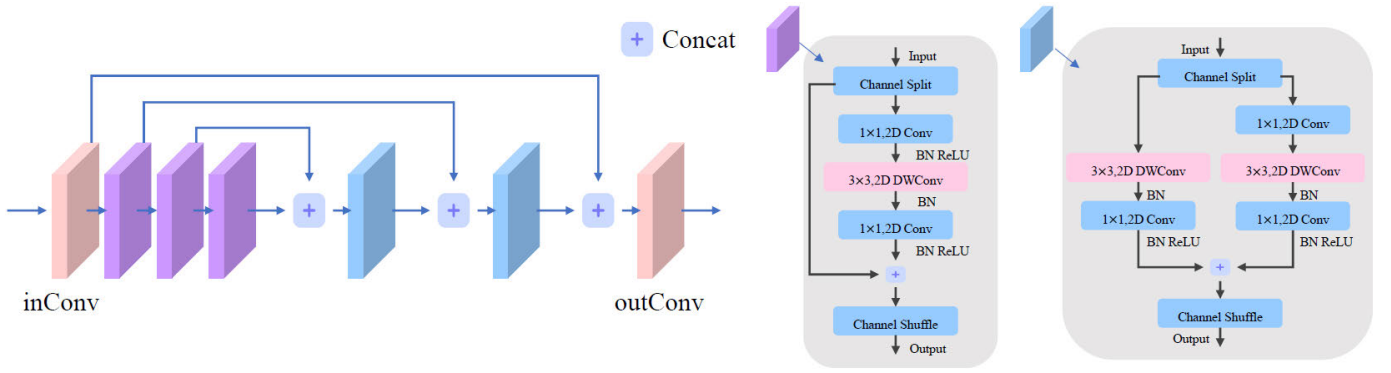 + Concat
+
+
+
inConv
outConv
Input
Channel Split
1×1,2D Conv
BN ReLU
3×3,2D DWConv
BN
1×1,2D Conv
BN ReLU
+
Channel Shuffle
Output
Input
Channel Split
1×1,2D Conv
3×3,2D DWConv
3×3,2D DWConv
BN
BN
1×1,2D Conv
1×1,2D Conv
BN ReLU
BN ReLU
+
Channel Shuffle
Output